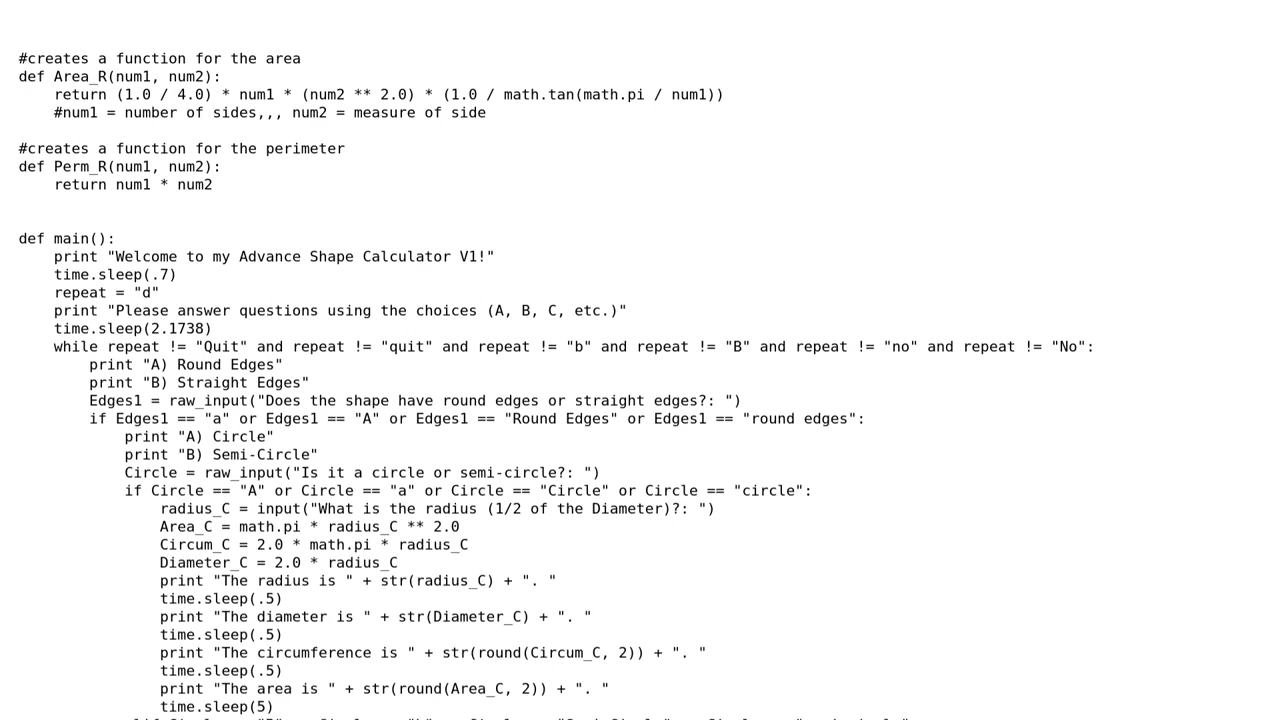 #creates a function for the area
def Area_R(num1, num2):
    return (1.0 / 4.0) * num1 * (num2 ** 2.0) * (1.0 / math.tan(math.pi / num1))
    #num1 = number of sides,,, num2 = measure of side

#creates a function for the perimeter
def Perm_R(num1, num2):
    return num1 * num2


def main():
    print "Welcome to my Advance Shape Calculator V1!"
    time.sleep(.7)
    repeat = "d"
    print "Please answer questions using the choices (A, B, C, etc.)"
    time.sleep(2.1738)
    while repeat != "Quit" and repeat != "quit" and repeat != "b" and repeat != "B" and repeat != "no" and repeat != "No":
        print "A) Round Edges"
        print "B) Straight Edges"
        Edges1 = raw_input("Does the shape have round edges or straight edges?: ")
        if Edges1 == "a" or Edges1 == "A" or Edges1 == "Round Edges" or Edges1 == "round edges":
            print "A) Circle"
            print "B) Semi-Circle"
            Circle = raw_input("Is it a circle or semi-circle?: ")
            if Circle == "A" or Circle == "a" or Circle == "Circle" or Circle == "circle":
                radius_C = input("What is the radius (1/2 of the Diameter)?: ")
                Area_C = math.pi * radius_C ** 2.0
                Circum_C = 2.0 * math.pi * radius_C
                Diameter_C = 2.0 * radius_C
                print "The radius is " + str(radius_C) + ". "
                time.sleep(.5)
                print "The diameter is " + str(Diameter_C) + ". "
                time.sleep(.5)
                print "The circumference is " + str(round(Circum_C, 2)) + ". "
                time.sleep(.5)
                print "The area is " + str(round(Area_C, 2)) + ". "
                time.sleep(5)